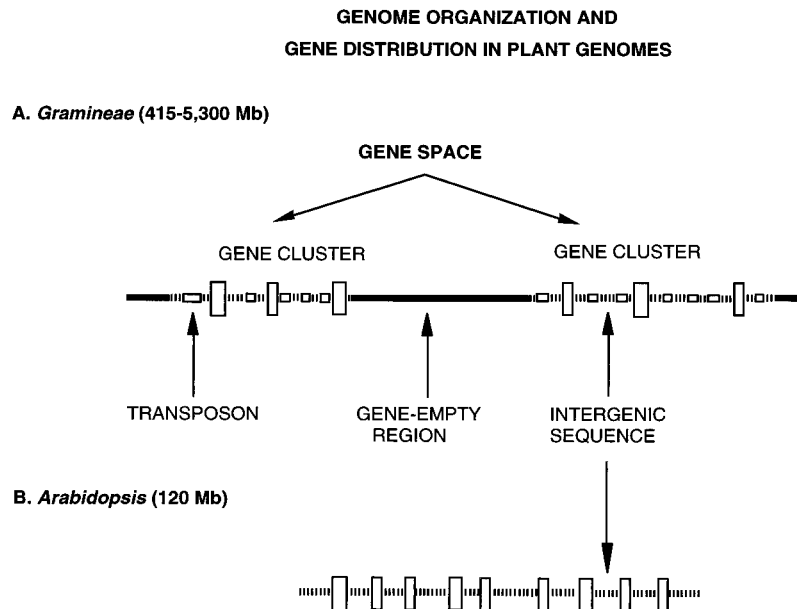 GENOME ORGANIZATION AND
GENE DISTRIBUTION IN PLANT GENOMES
A. Gramineae (415-5,300 Mb)
GENE SPACE
GENE CLUSTER
GENE CLUSTER
TRANSPOSON
GENE-EMPTY
REGION
INTERGENIC
SEQUENCE
B. Arabidopsis (120 Mb)